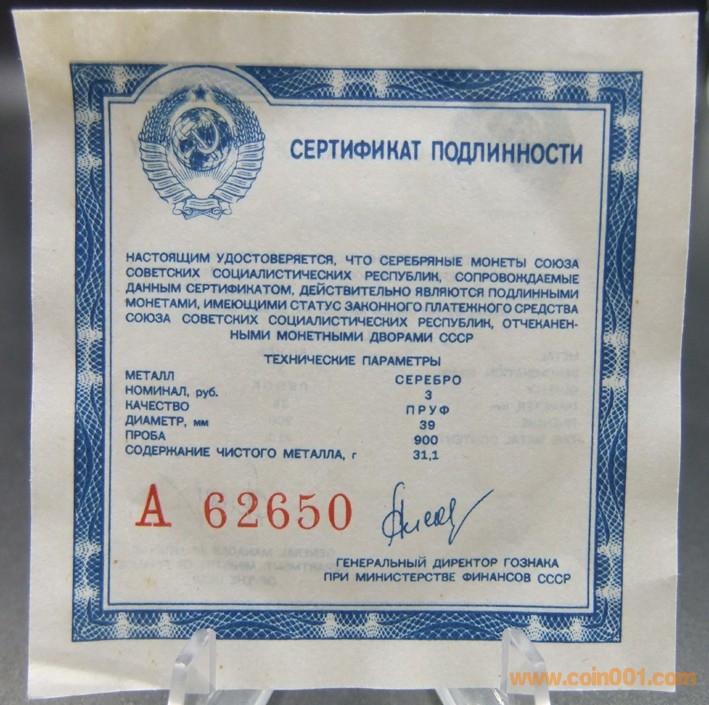 СЕРТИФИКАТ ПОДЛИННОСТИ
НАСТОЯЩИМ УДОСТОВЕРЯЕТСЯ, ЧТО СЕРЕБРЯНЫЕ МОНЕТЫ СОЮЗА
СОВЕТСКИХ СОЦИАЛИСТИЧЕСКИХ РЕСПУБЛИК, СОПРОВОЖДАЕМЫЕ
ДАННЫМ СЕРТИФИКАТОМ, ДЕЙСТВИТЕЛЬНО ЯВЛЯЮТСЯ ПОДЛИННЫМИ
МОНЕТАМИ, ИМЕЮЩИМИ СТАТУС ЗАКОННОГО ПЛАТЕЖНОГО СРЕДСТВА
СОЮЗА СОВЕТСКИХ СОЦИАЛИСТИЧЕСКИХ РЕСПУБЛИК, ОТЧЕКАНЕН-
НЫМИ МОНЕТНЫМИ ДВОРАМИ СССР
ТЕХНИЧЕСКИЕ ПАРАМЕТРЫ
МЕТАЛЛ СЕРЕБРО
НОМИНАЛ, руб. 3
КАЧЕСТВО ПРУФ
ДИАМЕТР, мм 39
ПРОБА 900
СОДЕРЖАНИЕ ЧИСТОГО МЕТАЛЛА, г 31,1
А 62650
ГЕНЕРАЛЬНЫЙ ДИРЕКТОР ГОЗНАКА
ПРИ МИНИСТЕРСТВЕ ФИНАНСОВ СССР
www.coin001.com